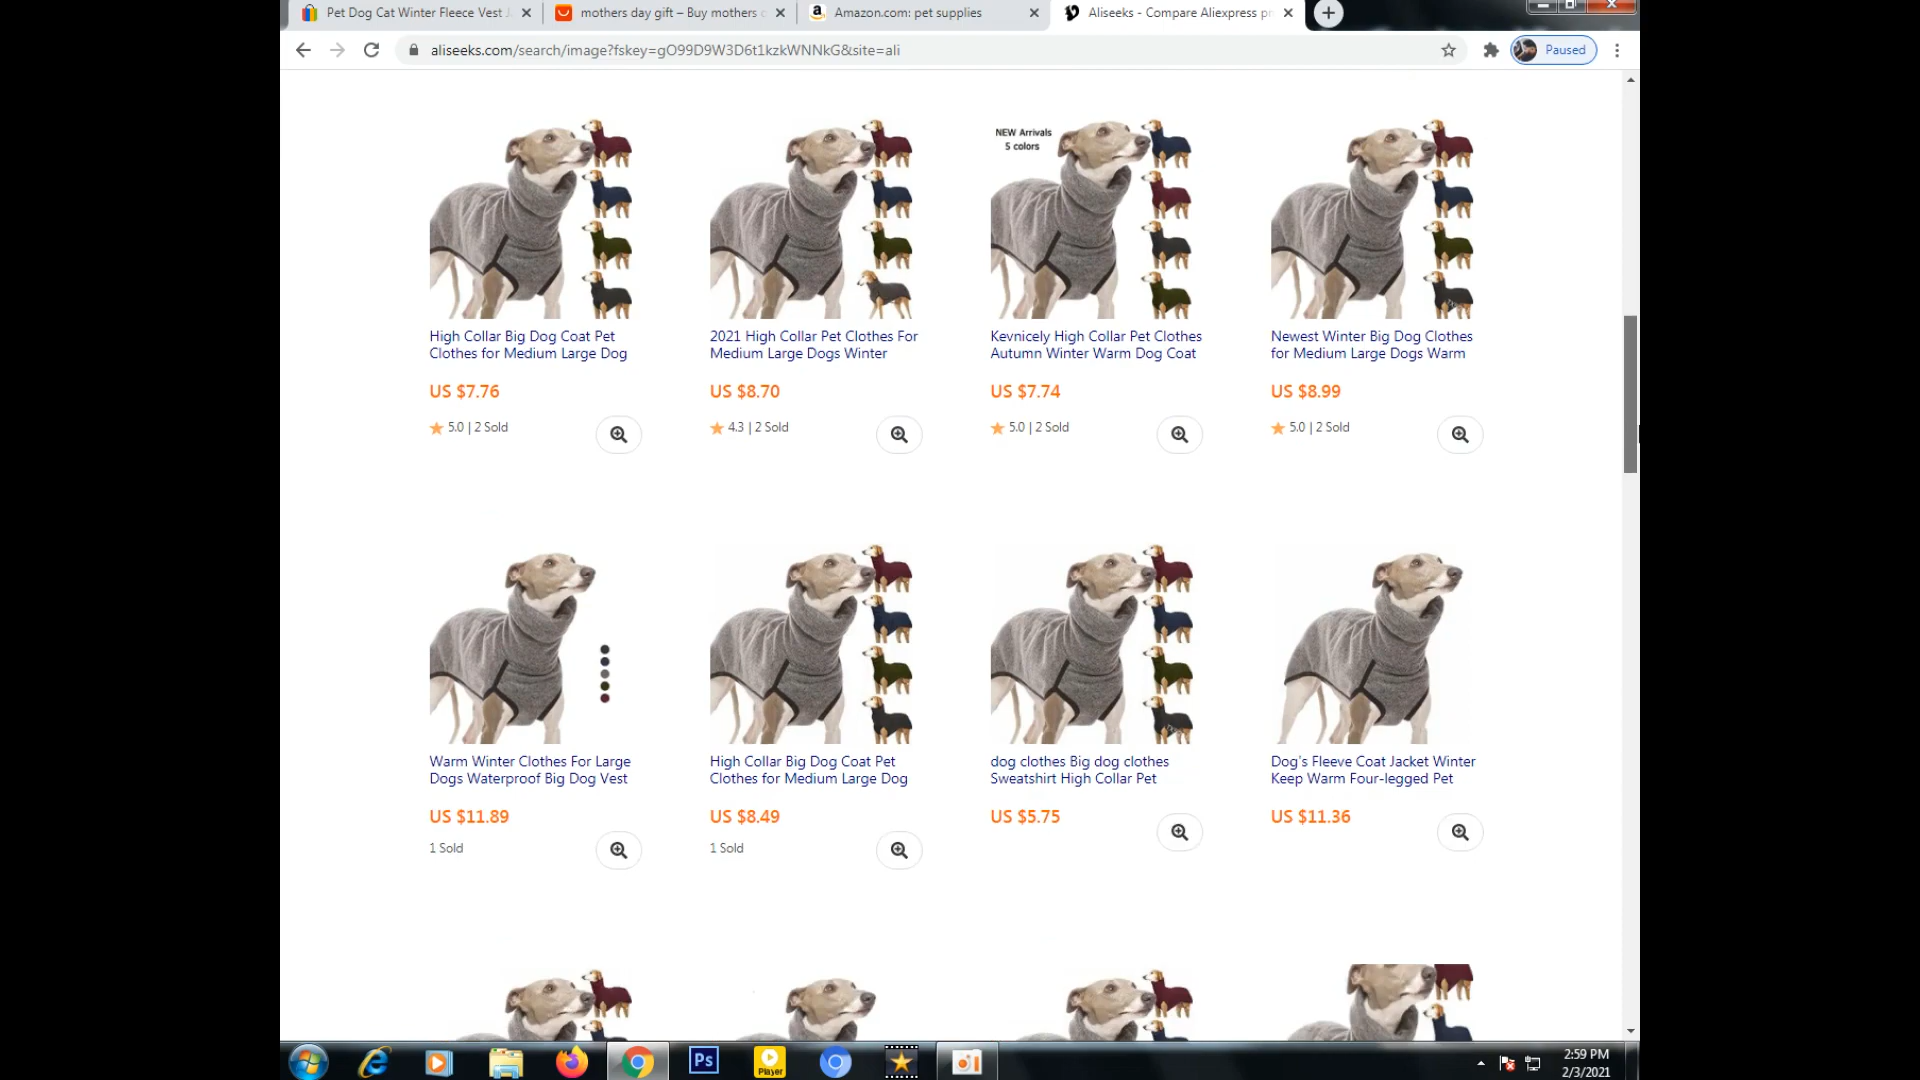 Pet Dog Cat Winter Fleece Vest J
mothers day gift – Buy mothers d
Amazon.com: pet supplies
Aliseeks - Compare Aliexpress pr
aliseeks.com/search/image?fskey=gO99D9W3D6t1kzkWNNkG&site=ali
Paused
NEW Arrivals
5 colors
High Collar Big Dog Coat Pet
Clothes for Medium Large Dog
US $7.76
5.0 | 2 Sold
2021 High Collar Pet Clothes For
Medium Large Dogs Winter
US $8.70
4.3 | 2 Sold
Kevnicely High Collar Pet Clothes
Autumn Winter Warm Dog Coat
US $7.74
5.0 | 2 Sold
Newest Winter Big Dog Clothes
for Medium Large Dogs Warm
US $8.99
5.0 | 2 Sold
Warm Winter Clothes For Large
Dogs Waterproof Big Dog Vest
US $11.89
1 Sold
High Collar Big Dog Coat Pet
Clothes for Medium Large Dog
US $8.49
1 Sold
dog clothes Big dog clothes
Sweatshirt High Collar Pet
US $5.75
Dog's Fleeve Coat Jacket Winter
Keep Warm Four-legged Pet
US $11.36
Ps
Player
2:59 PM
2/3/2021